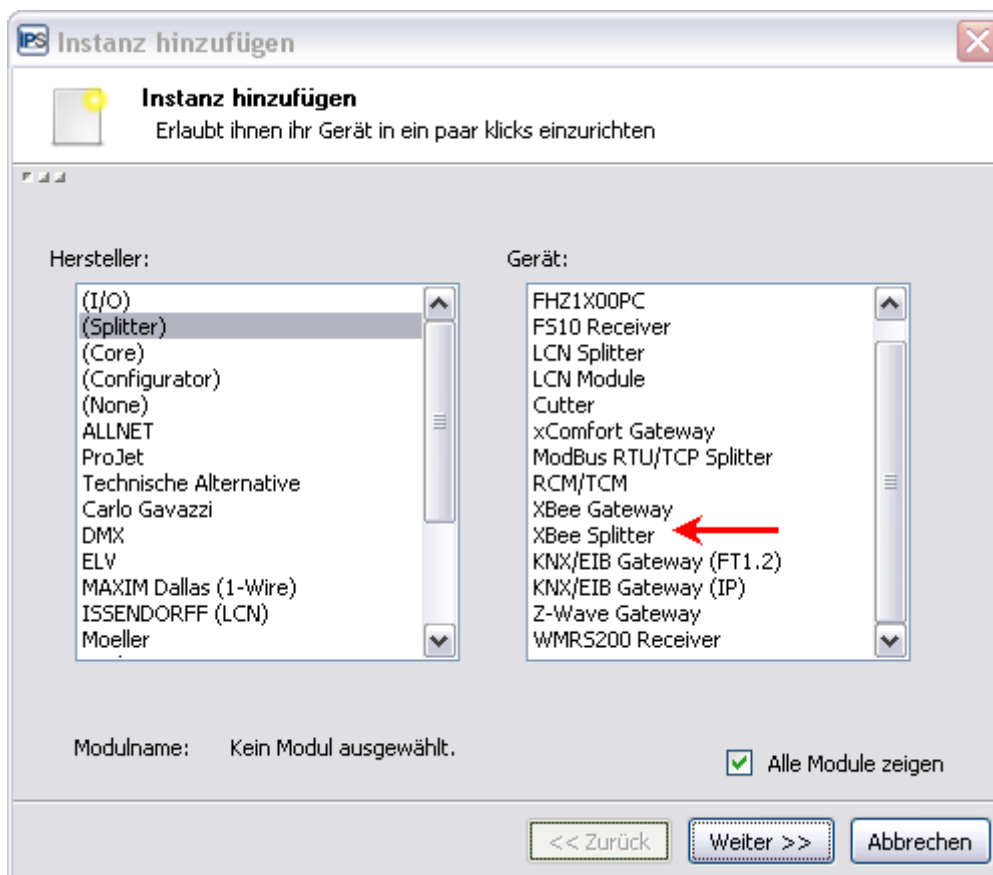 IPS Instanz hinzufügen
Instanz hinzufügen
Erlaubt ihnen ihr Gerät in ein paar klicks einzurichten
Hersteller:
(I/O)
(Splitter)
(Core)
(Configurator)
(None)
ALLNET
ProJet
Technische Alternative
Carlo Gavazzi
DMX
ELV
MAXIM Dallas (1-Wire)
ISSENDORFF (LCN)
Moeller
Gerät:
FHZ1X00PC
FS10 Receiver
LCN Splitter
LCN Module
Cutter
xComfort Gateway
ModBus RTU/TCP Splitter
RCM/TCM
XBee Gateway
XBee Splitter
KNX/EIB Gateway (FT1.2)
KNX/EIB Gateway (IP)
Z-Wave Gateway
WMRS200 Receiver
Modulname: Kein Modul ausgewählt.
Alle Module zeigen
<< Zurück Weiter >> Abbrechen